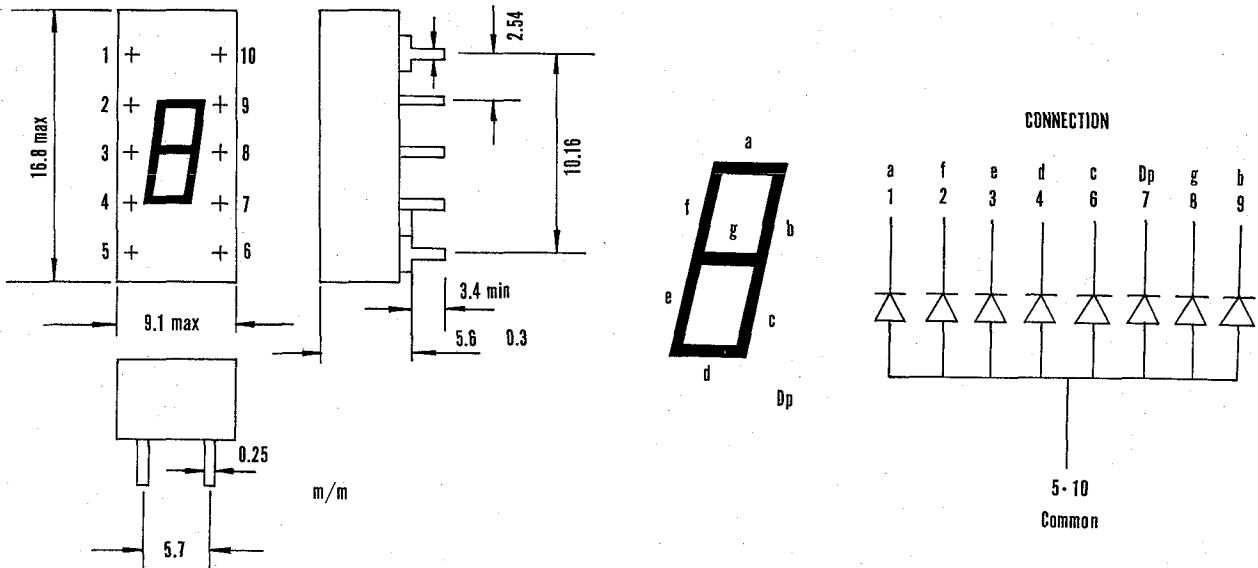 1 10
2 9
3 8
4 7
5 6
16.8 max
9.1 max
2.54
10.16
3.4 min
5.6 0.3
0.25
5.7
m/m
a
f
g
b
e
c
d
Dp
CONNECTION
a f e d c Dp g b
1 2 3 4 6 7 8 9
5 · 10
Common